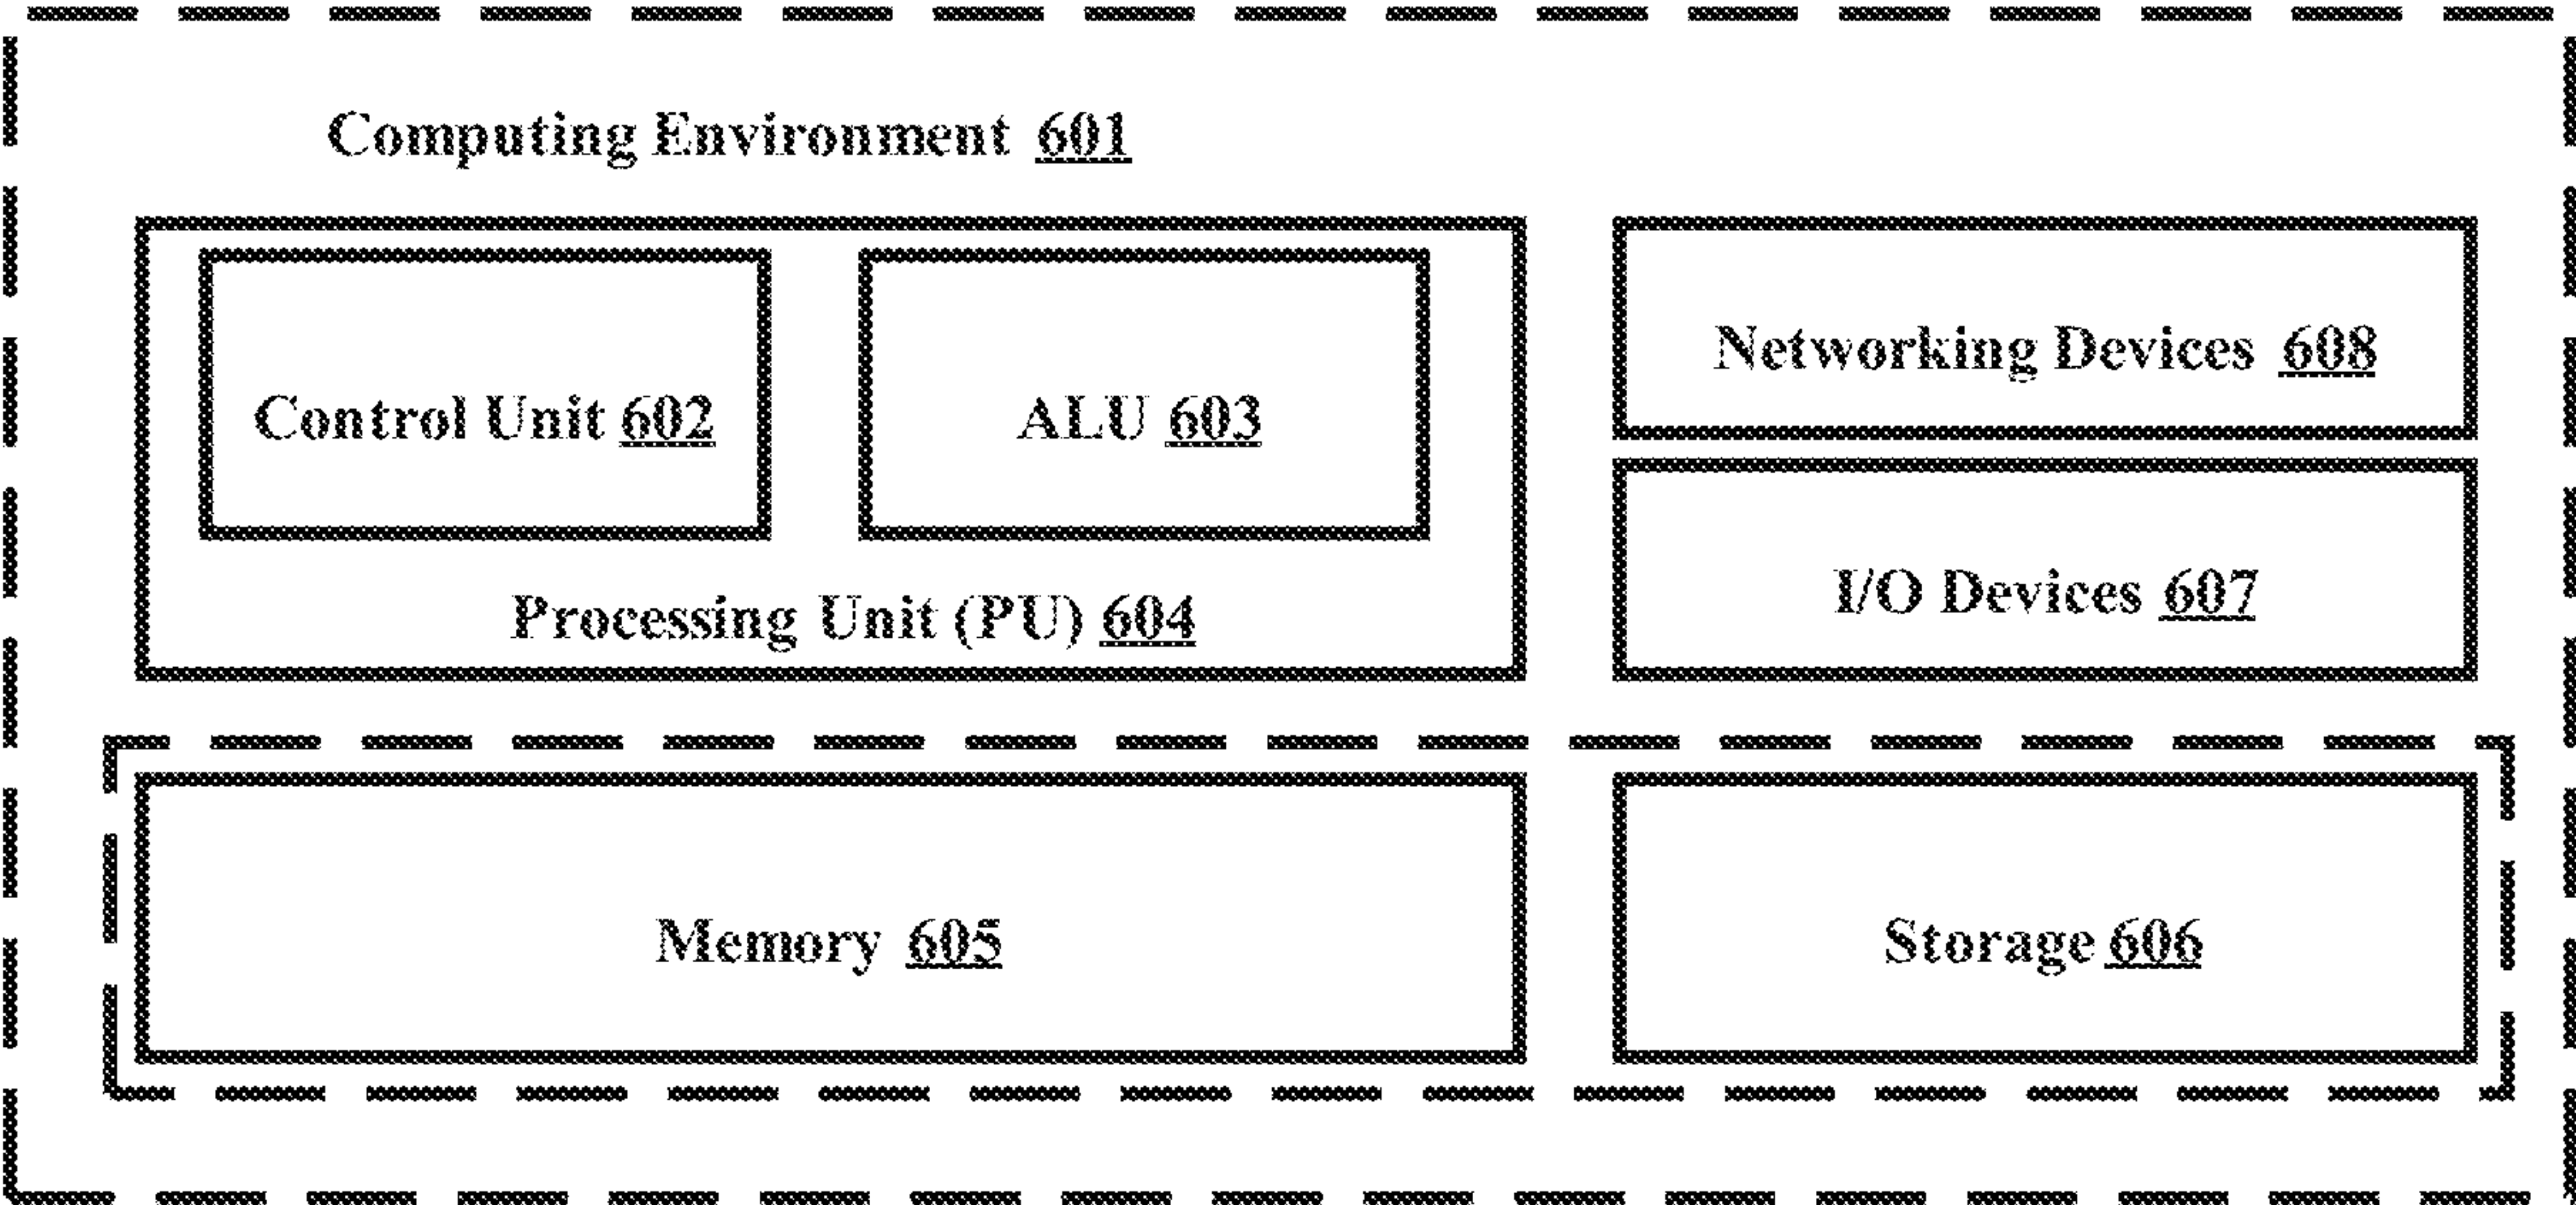 Computing Environment 601
Control Unit 602
ALU 603
Processing Unit (PU) 604
Networking Devices 608
I/O Devices 607
Memory 605
Storage 606